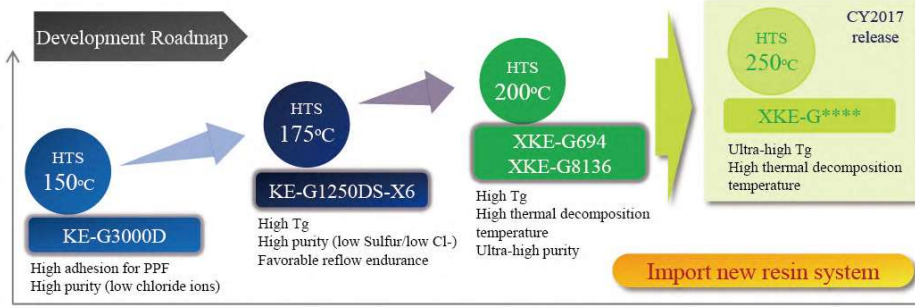 Development Roadmap
HTS
150°C
KE-G3000D
High adhesion for PPF
High purity (low chloride ions)
HTS
175°C
KE-G1250DS-X6
High Tg
High purity (low Sulfur/low Cl-)
Favorable reflow endurance
HTS
200°C
XKE-G694
XKE-G8136
High Tg
High thermal decomposition
temperature
Ultra-high purity
CY2017
release
HTS
250°C
XKE-G****
Ultra-high Tg
High thermal decomposition
temperature
Import new resin system